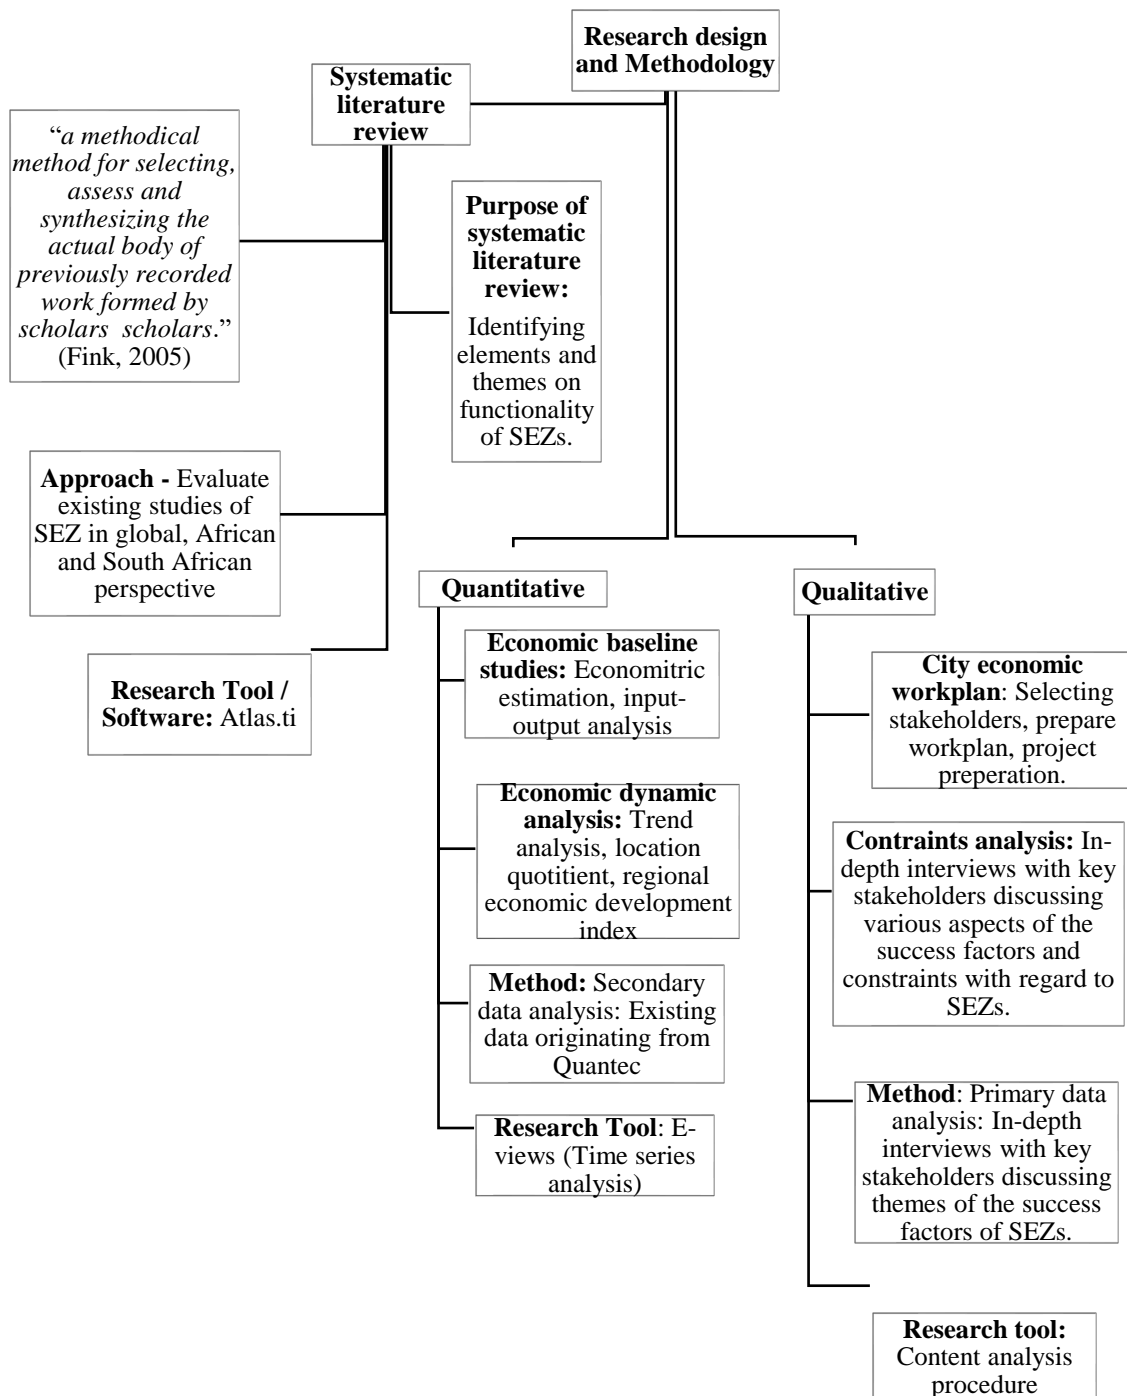 Research design
and Methodology
Systematic
literature
review
“a methodical
method for selecting,
assess and
synthesizing the
actual body of
previously recorded
work formed by
scholars scholars.”
(Fink, 2005)
Purpose of
systematic
literature
review:
Identifying
elements and
themes on
functionality
of SEZs.
Approach - Evaluate
existing studies of
SEZ in global, African
and South African
perspective
Research Tool /
Software: Atlas.ti
Quantitative
Economic baseline
studies: Economitric
estimation, input-
output analysis
Economic dynamic
analysis: Trend
analysis, location
quotitient, regional
economic development
index
Method: Secondary
data analysis: Existing
data originating from
Quantec
Research Tool: E-
views (Time series
analysis)
Qualitative
City economic
workplan: Selecting
stakeholders, prepare
workplan, project
preperation.
Contraints analysis: In-
depth interviews with key
stakeholders discussing
various aspects of the
success factors and
constraints with regard to
SEZs.
Method: Primary data
analysis: In-depth
interviews with key
stakeholders discussing
themes of the success
factors of SEZs.
Research tool:
Content analysis
procedure